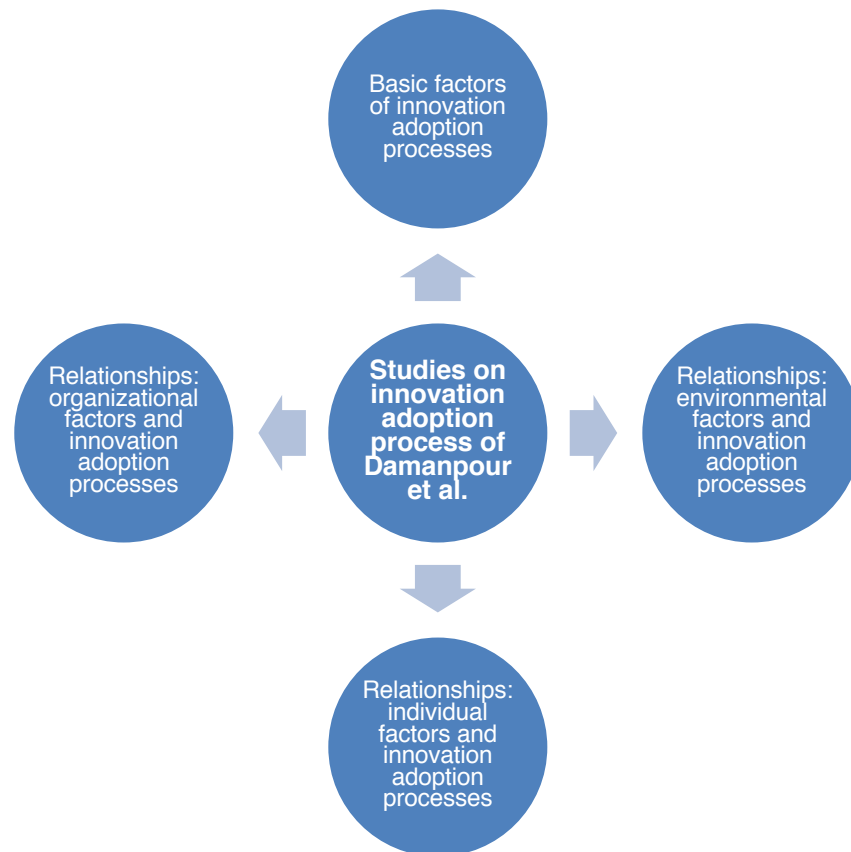 Basic factors
of innovation
adoption
processes
Relationships:
organizational
factors and
innovation
adoption
processes
Studies on
innovation
adoption
process of
Damanpour
et al.
Relationships:
environmental
factors and
innovation
adoption
processes
Relationships:
individual
factors and
innovation
adoption
processes